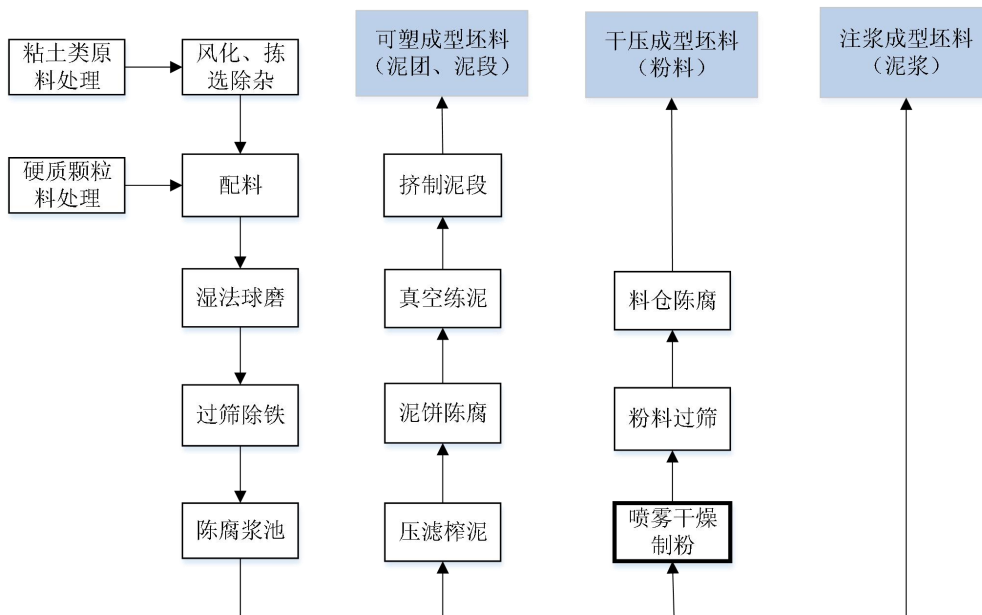 粘土类原
料处理
风化、拣
选除杂
硬质颗粒
料处理
配料
湿法球磨
过筛除铁
陈腐浆池
可塑成型坯料
（泥团、泥段）
挤制泥段
真空练泥
泥饼陈腐
压滤榨泥
干压成型坯料
（粉料）
料仓陈腐
粉料过筛
喷雾干燥
制粉
注浆成型坯料
（泥浆）